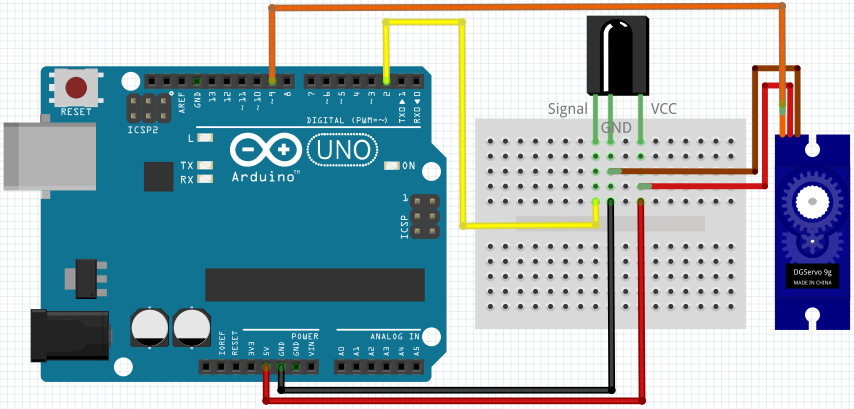 RESET
ICSP2
AREF
GND
13
12
~11
~10
~9
8
7
~6
~5
4
~3
2
TX0▶1
RX0◀0
DIGITAL (PWM=~)
L
TX
RX
UNO
Arduino™
ON
1
ICSP
IOREF
RESET
3V3
5V
GND
GND
VIN
POWER
ANALOG IN
A0
A1
A2
A3
A4
A5
Signal
GND
VCC
DGServo 9g
MADE IN CHINA